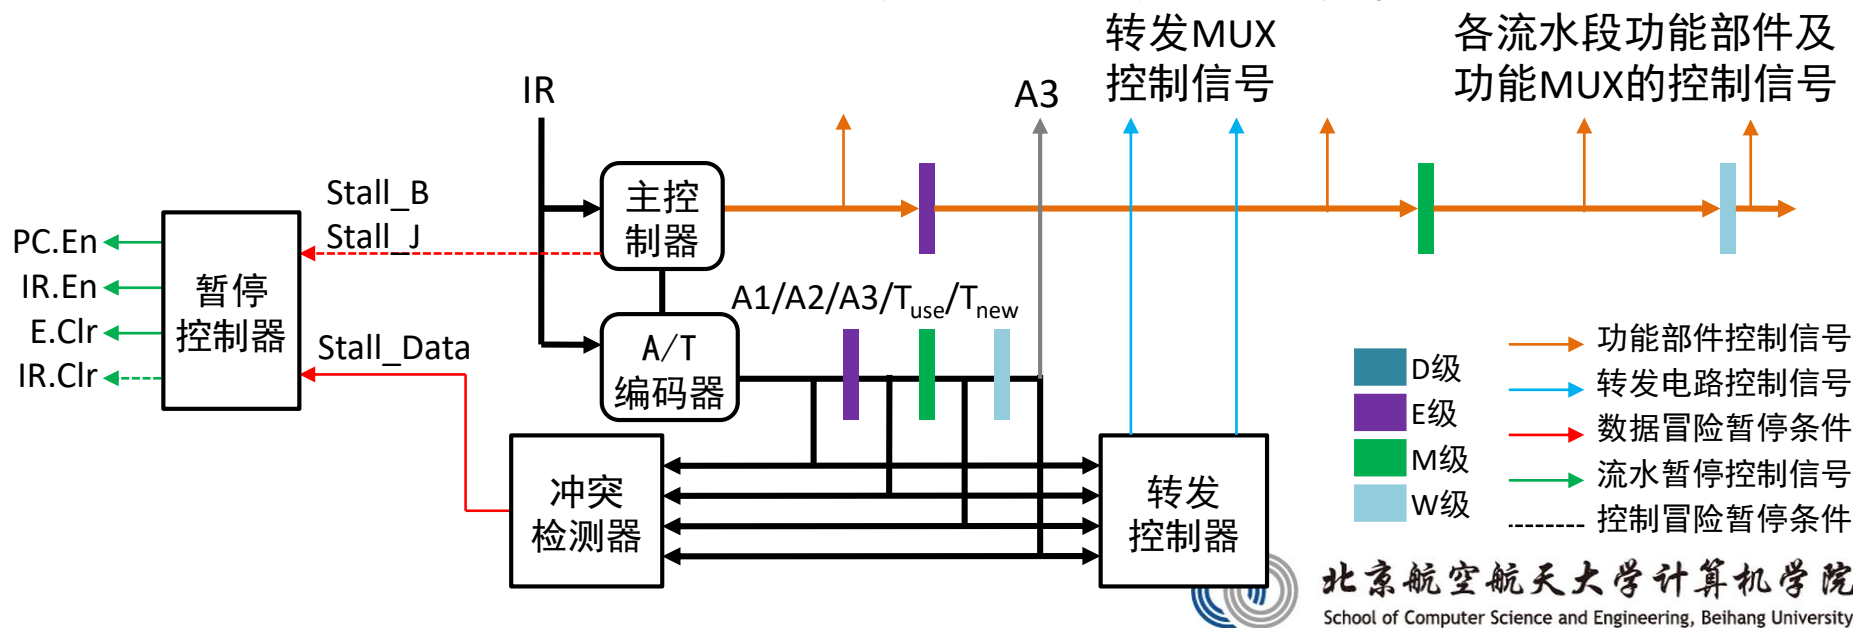 转发MUX
控制信号
各流水段功能部件及
功能MUX的控制信号
IR
A3
主控
制器
Stall_B
Stall_J
PC.En
IR.En
E.Clr
IR.Clr
暂停
控制器
Stall_Data
A1/A2/A3/Tuse/Tnew
A/T
编码器
冲突
检测器
转发
控制器
D级
E级
M级
W级
功能部件控制信号
转发电路控制信号
数据冒险暂停条件
流水暂停控制信号
控制冒险暂停条件
北京航空航天大学计算机学院
School of Computer Science and Engineering, Beihang University